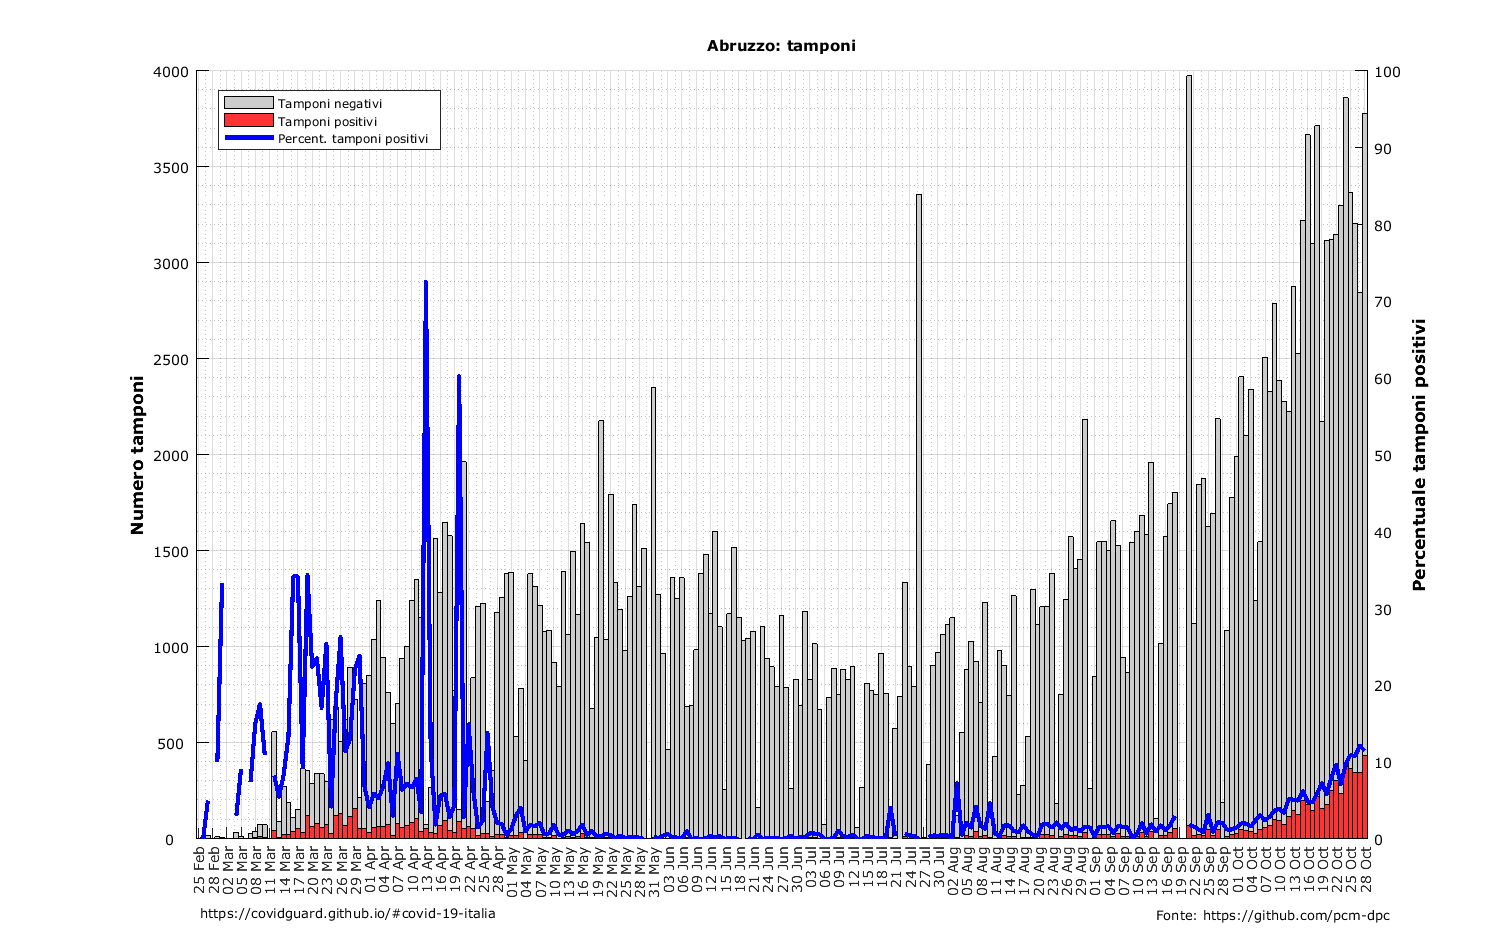 Abruzzo: tamponi
Tamponi negativi
Tamponi positivi
Percent. tamponi positivi
Numero tamponi
4000
3500
3000
2500
2000
1500
1000
500
0
Percentuale tamponi positivi
100
90
80
70
60
50
40
30
20
10
0
25 Feb
28 Feb
02 Mar
05 Mar
08 Mar
11 Mar
14 Mar
17 Mar
20 Mar
23 Mar
26 Mar
29 Mar
01 Apr
04 Apr
07 Apr
10 Apr
13 Apr
16 Apr
19 Apr
22 Apr
25 Apr
28 Apr
01 May
04 May
07 May
10 May
13 May
16 May
19 May
22 May
25 May
28 May
31 May
03 Jun
06 Jun
09 Jun
12 Jun
15 Jun
18 Jun
21 Jun
24 Jun
27 Jun
30 Jun
03 Jul
06 Jul
09 Jul
12 Jul
15 Jul
18 Jul
21 Jul
24 Jul
27 Jul
30 Jul
02 Aug
05 Aug
08 Aug
11 Aug
14 Aug
17 Aug
20 Aug
23 Aug
26 Aug
29 Aug
01 Sep
04 Sep
07 Sep
10 Sep
13 Sep
16 Sep
19 Sep
22 Sep
25 Sep
28 Sep
01 Oct
04 Oct
07 Oct
10 Oct
13 Oct
16 Oct
19 Oct
22 Oct
25 Oct
28 Oct
https://covidguard.github.io/#covid-19-italia
Fonte: https://github.com/pcm-dpc